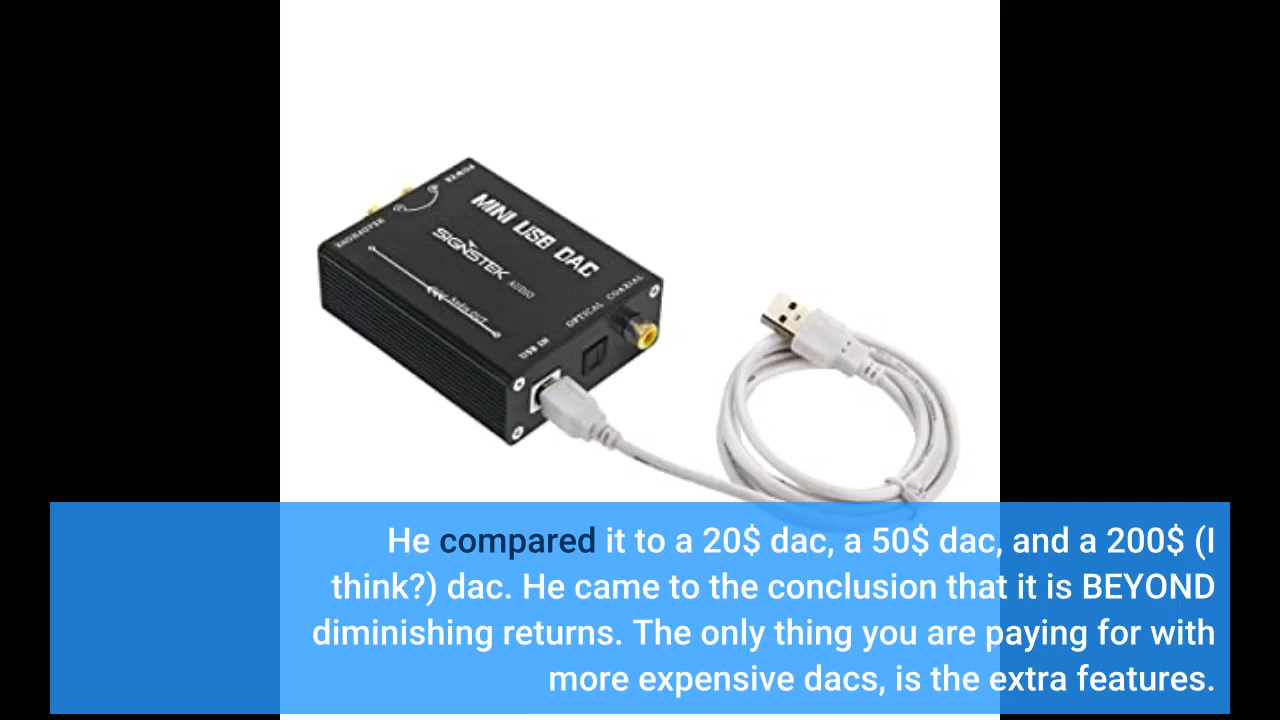 POWER
HEADPHONE
MINI USB DAC
SIGNSTEK AUDIO
OPTICAL COAXIAL
USB IN
He compared it to a 20$ dac, a 50$ dac, and a 200$ (I
think?) dac. He came to the conclusion that it is BEYOND
diminishing returns. The only thing you are paying for with
more expensive dacs, is the extra features.